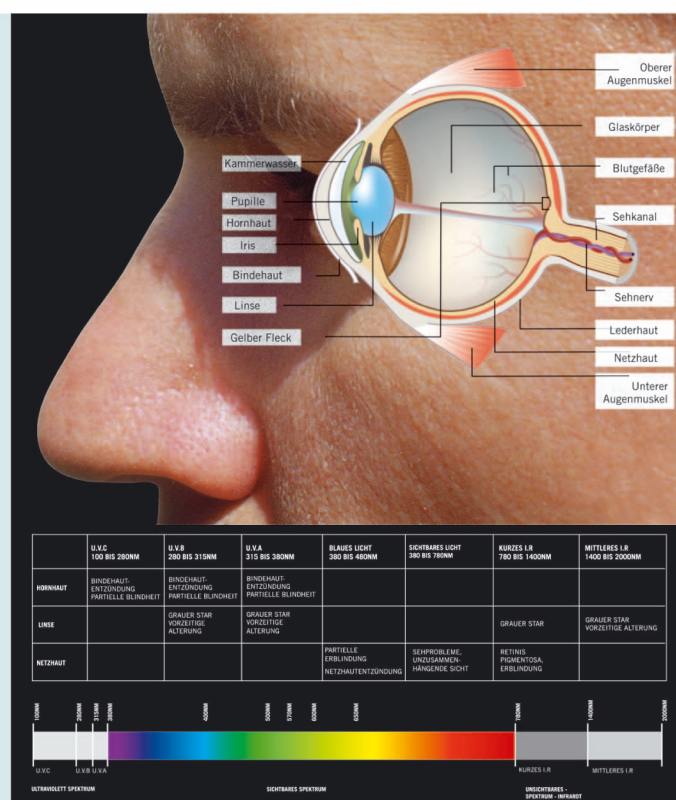 Oberer
Augenmuskel
Glaskörper
Kammerwasser
Blutgefäße
Pupille
Sehkanal
Hornhaut
Iris
Bindehaut
Sehnerv
Linse
Lederhaut
Gelber Fleck
Netzhaut
Unterer
Augenmuskel
U.V.C
100 BIS 280NM
U.V.B
280 BIS 315NM
U.V.A
315 BIS 380NM
BLAUES LICHT
380 BIS 480NM
SICHTBARES LICHT
380 BIS 780NM
KURZES I.R
780 BIS 1400NM
MITTLERES I.R
1400 BIS 2000NM
HORNHAUT
BINDEHAUT-
ENTZÜNDUNG
PARTIELLE BLINDHEIT
BINDEHAUT-
ENTZÜNDUNG
PARTIELLE BLINDHEIT
BINDEHAUT-
ENTZÜNDUNG
PARTIELLE BLINDHEIT
LINSE
GRAUER STAR
VORZEITIGE
ALTERUNG
GRAUER STAR
VORZEITIGE
ALTERUNG
GRAUER STAR
GRAUER STAR
VORZEITIGE ALTERUNG
NETZHAUT
PARTIELLE
ERBLINDUNG
NETZHAUTENTZÜNDUNG
SEHPROBLEME,
UNZUSAMMEN-
HÄNGENDE SICHT
RETINIS
PIGMENTOSA,
ERBLINDUNG
100NM
280NM
315NM
380NM
400NM
500NM
570NM
600NM
650NM
780NM
1400NM
2000NM
U.V.C
U.V.B
U.V.A
KURZES I.R
MITTLERES I.R
ULTRAVIOLETT SPEKTRUM
SICHTBARES SPEKTRUM
UNSICHTBARES -
SPEKTRUM - INFRAROT